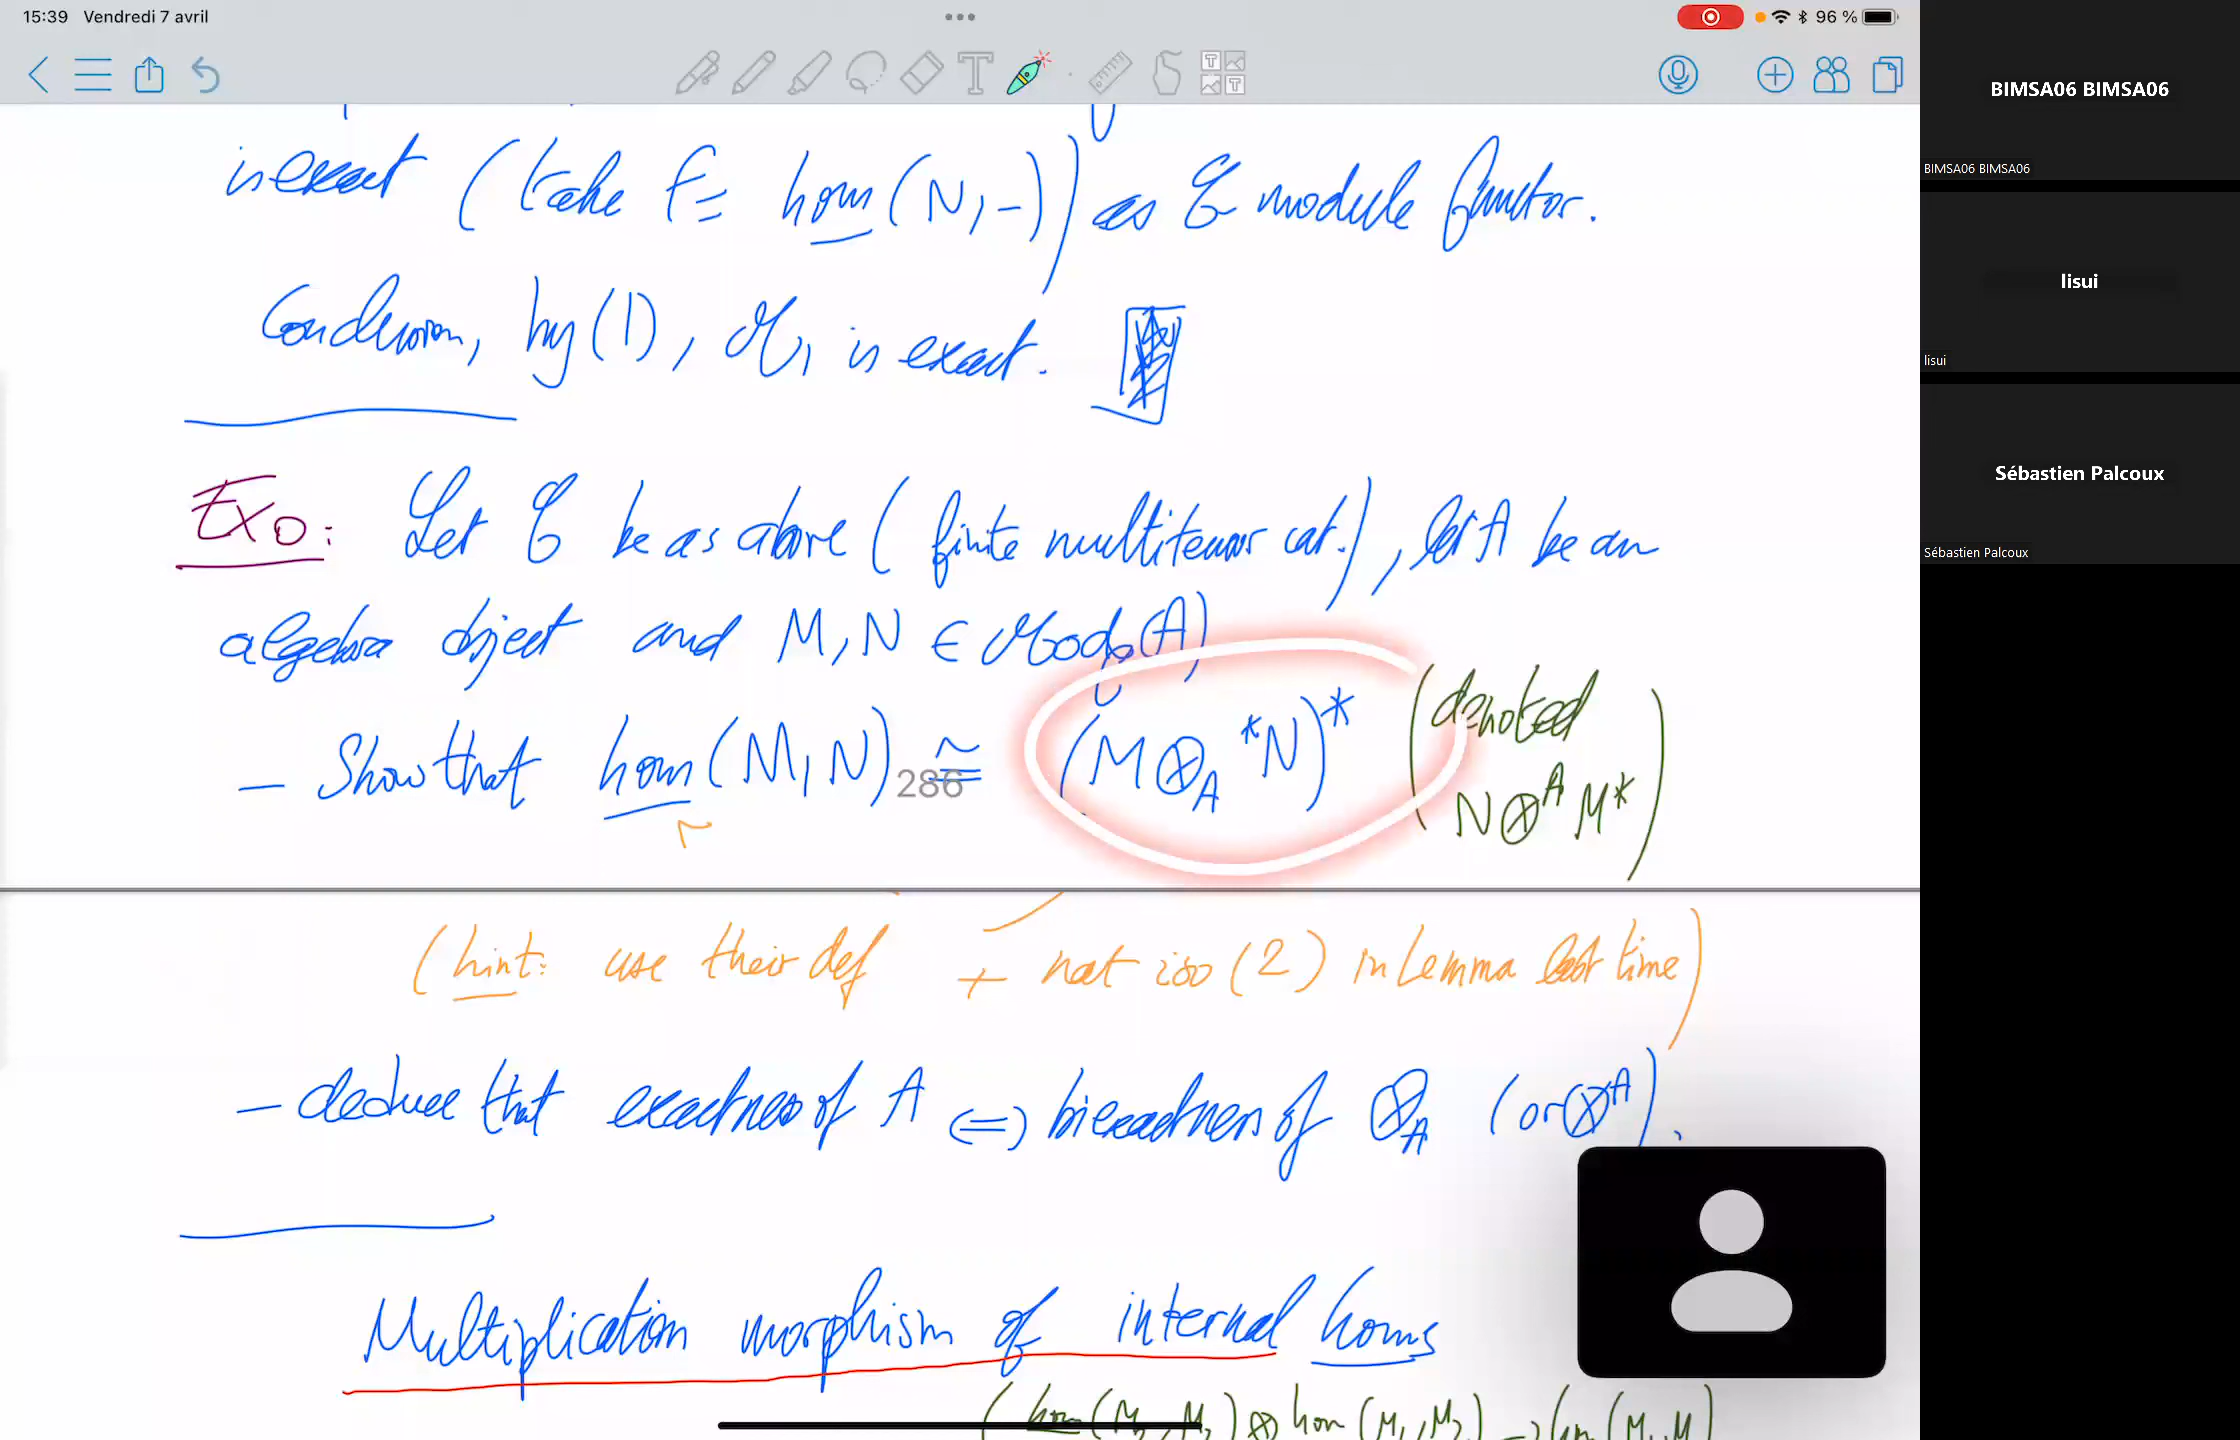 15:39 Vendredi 7 avril
96 %
is exact (take F = hom(N, -)) as C module functor.
Conclusion, by (1), M, is exact.
Exo: Let C be as above (finite multitensor cat.), let A be an
algebra object and M, N ∈ Mod_C(A)
- Show that hom(M, N) ≅ (M ⊗_A *N)* (denoted N ⊗^A M*)
286
(hint: use their def + nat iso (2) in Lemma last time)
- deduce that exactness of A <=> biexactness of ⊗_A (or ⊗^A).
Multiplication morphism of internal homs
BIMSA06 BIMSA06
BIMSA06 BIMSA06
lisui
lisui
Sébastien Palcoux
Sébastien Palcoux